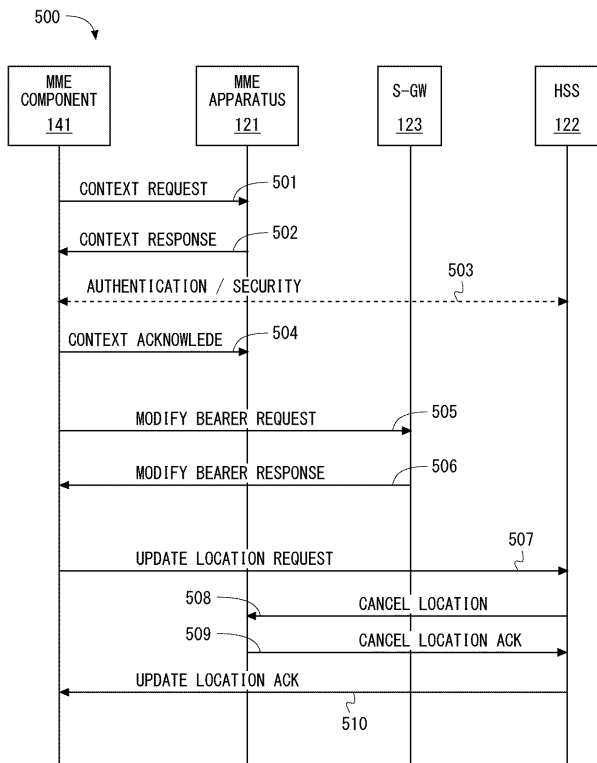 500
MME
COMPONENT
141
MME
APPARATUS
121
S-GW
123
HSS
122
CONTEXT REQUEST
501
CONTEXT RESPONSE
502
AUTHENTICATION / SECURITY
503
CONTEXT ACKNOWLEDE
504
MODIFY BEARER REQUEST
505
MODIFY BEARER RESPONSE
506
UPDATE LOCATION REQUEST
507
508
CANCEL LOCATION
509
CANCEL LOCATION ACK
UPDATE LOCATION ACK
510